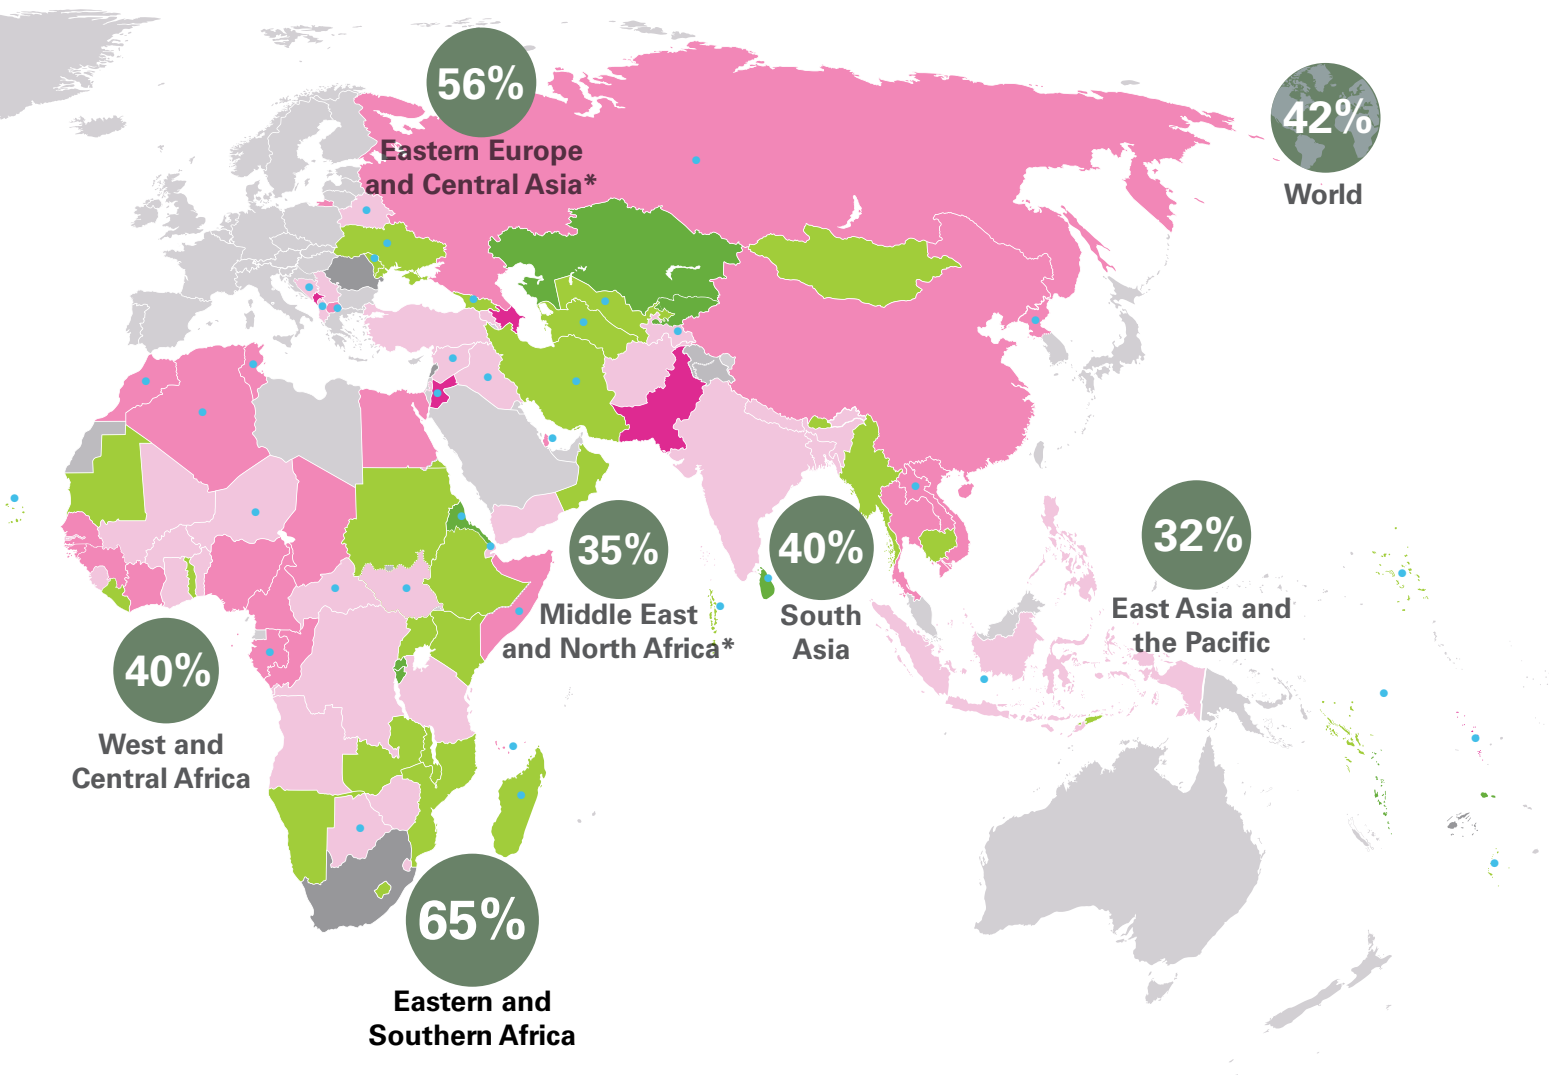 56%
Eastern Europe
and Central Asia*
42%
World
35%
Middle East
and North Africa*
40%
South
Asia
32%
East Asia and
the Pacific
40%
West and
Central Africa
65%
Eastern and
Southern Africa